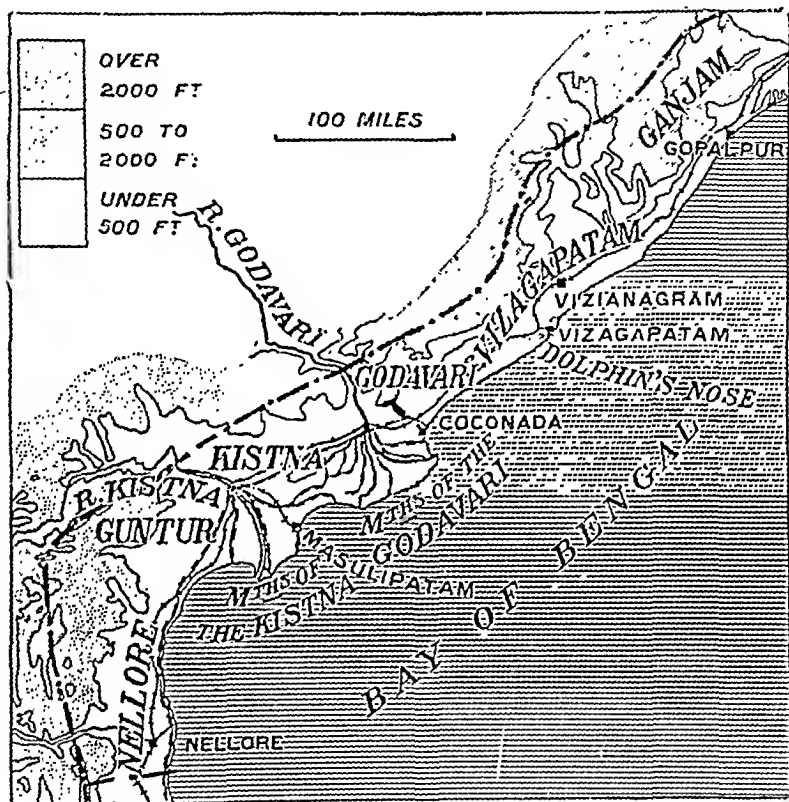 OVER
2000 FT
500 TO
2000 F:
UNDER
500 FT
100 MILES
GANJAM
GOPALPUR
R. GODAVARI
VIZAGAPATAM
VIZIANAGRAM
VIZAGAPATAM
DOLPHIN'S NOSE
GODAVARI
COCONADA
KISTNA
R. KISTNA
GUNTUR
MTHS OF THE
GODAVARI
MASULIPATAM
MTHS OF
THE KISTNA
BAY OF BENGAL
NELLORE
NELLORE